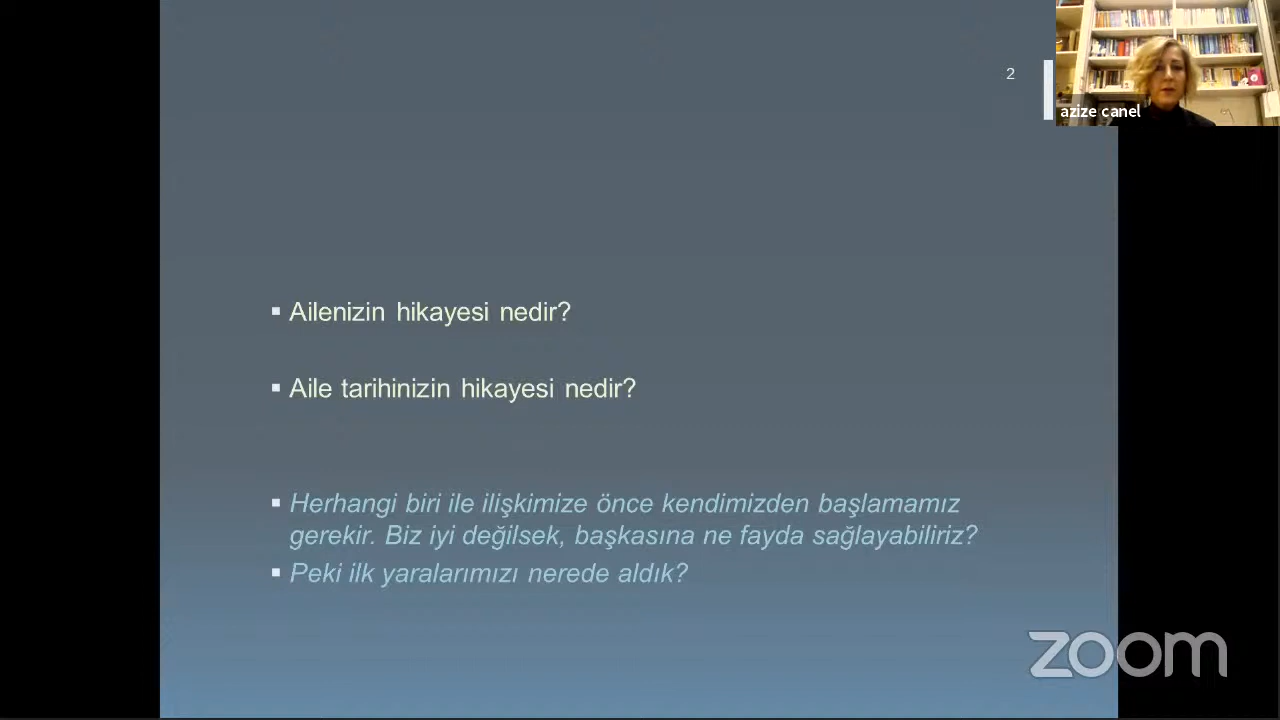 2
azize canel
▪ Ailenizin hikayesi nedir?
▪ Aile tarihinizin hikayesi nedir?
▪ Herhangi biri ile ilişkimize önce kendimizden başlamamız
gerekir. Biz iyi değilsek, başkasına ne fayda sağlayabiliriz?
▪ Peki ilk yaralarımızı nerede aldık?
zoom